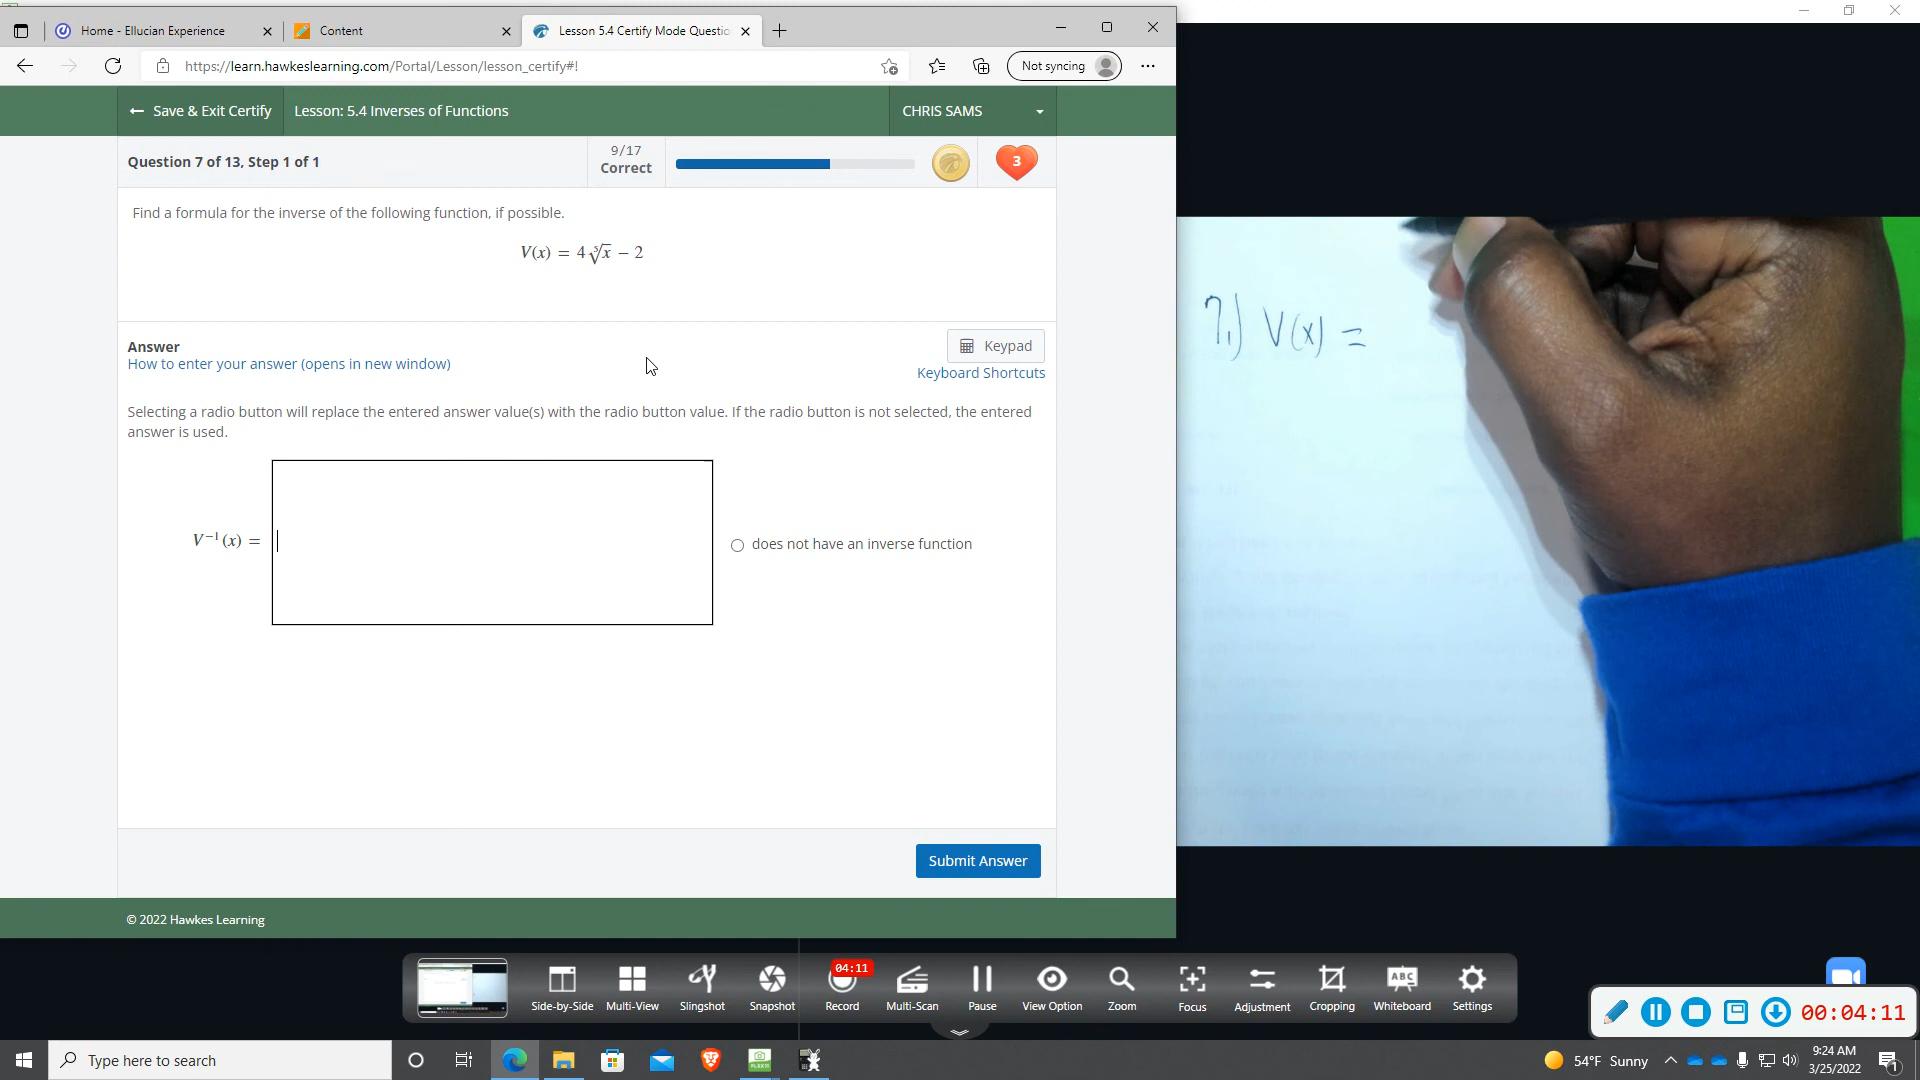 Home - Ellucian Experience
Content
Lesson 5.4 Certify Mode Questio
https://learn.hawkeslearning.com/Portal/Lesson/lesson_certify#!
Not syncing
← Save & Exit Certify
Lesson: 5.4 Inverses of Functions
CHRIS SAMS
Question 7 of 13, Step 1 of 1
9/17
Correct
3
Find a formula for the inverse of the following function, if possible.
V(x) = 4⁵√x − 2
Answer
How to enter your answer (opens in new window)
Keypad
Keyboard Shortcuts
Selecting a radio button will replace the entered answer value(s) with the radio button value. If the radio button is not selected, the entered
answer is used.
V⁻¹(x) =
does not have an inverse function
Submit Answer
© 2022 Hawkes Learning
7.) V(x) =
04:11
Side-by-Side
Multi-View
Slingshot
Snapshot
Record
Multi-Scan
Pause
View Option
Zoom
Focus
Adjustment
Cropping
ABC
Whiteboard
Settings
00:04:11
Type here to search
54°F Sunny
9:24 AM
3/25/2022
1